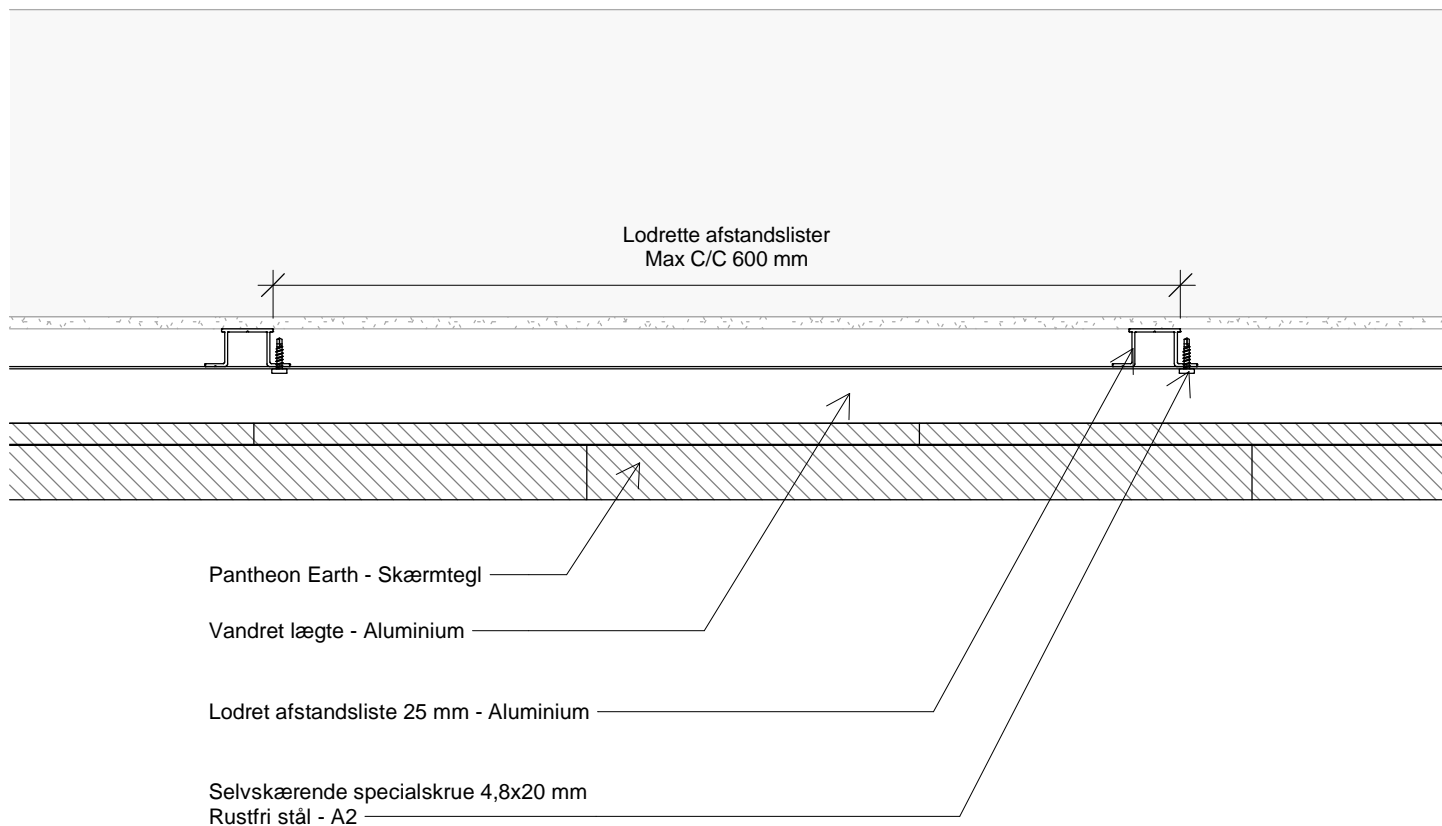 Lodrette afstandslister
Max C/C 600 mm
Pantheon Earth - Skærmtegl
Vandret lægte - Aluminium
Lodret afstandsliste 25 mm - Aluminium
Selvskærende specialskrue 4,8x20 mm
Rustfri stål - A2